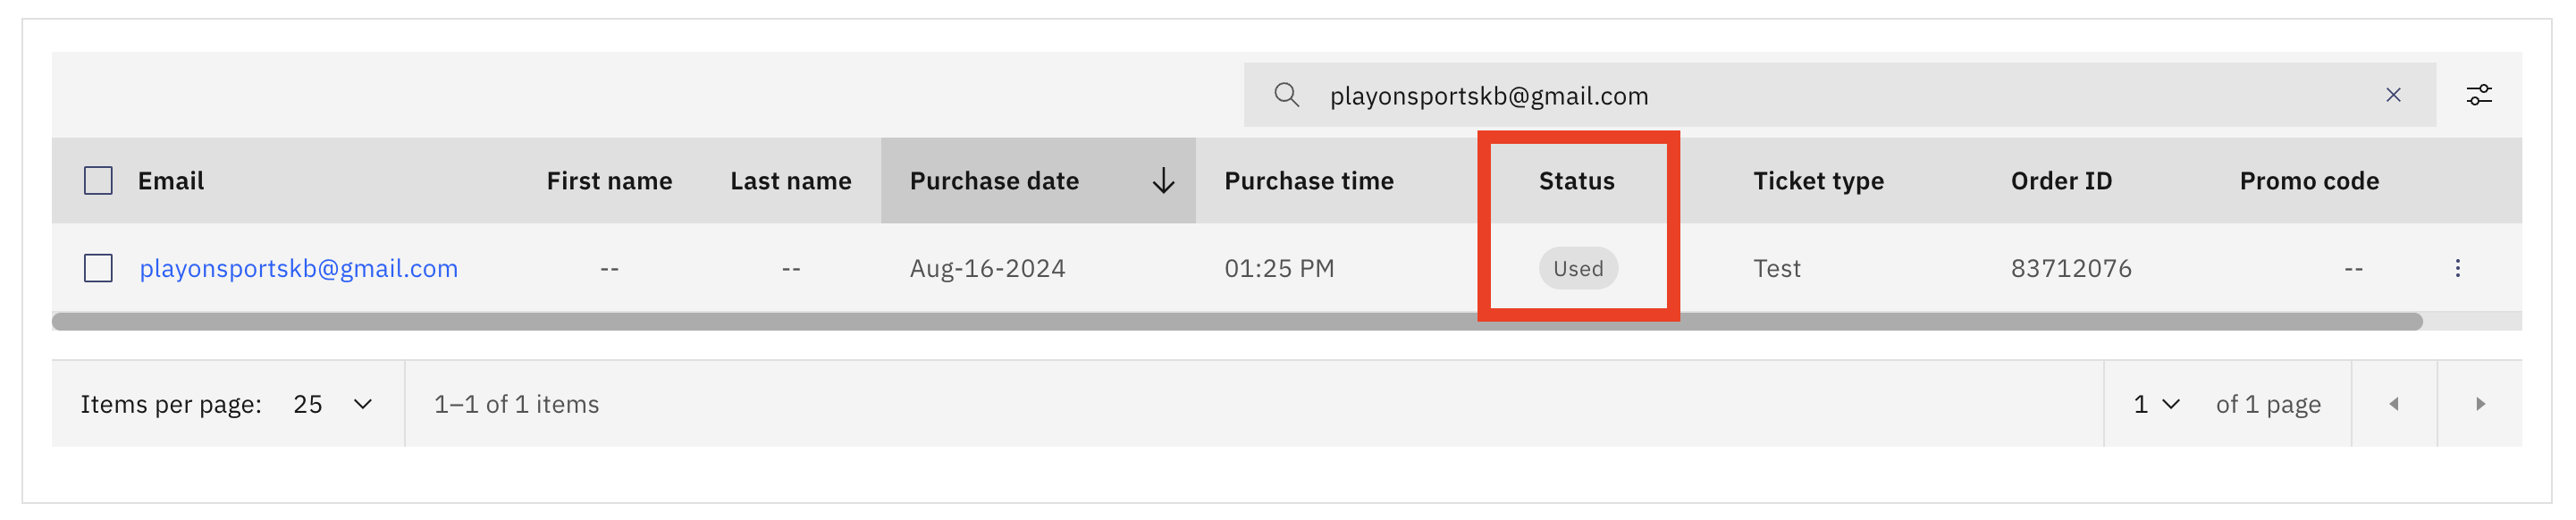 playonsportskb@gmail.com
Email First name Last name Purchase date Purchase time Status Ticket type Order ID Promo code
playonsportskb@gmail.com -- -- Aug-16-2024 01:25 PM Used Test 83712076 --
Items per page: 25 1–1 of 1 items 1 of 1 page